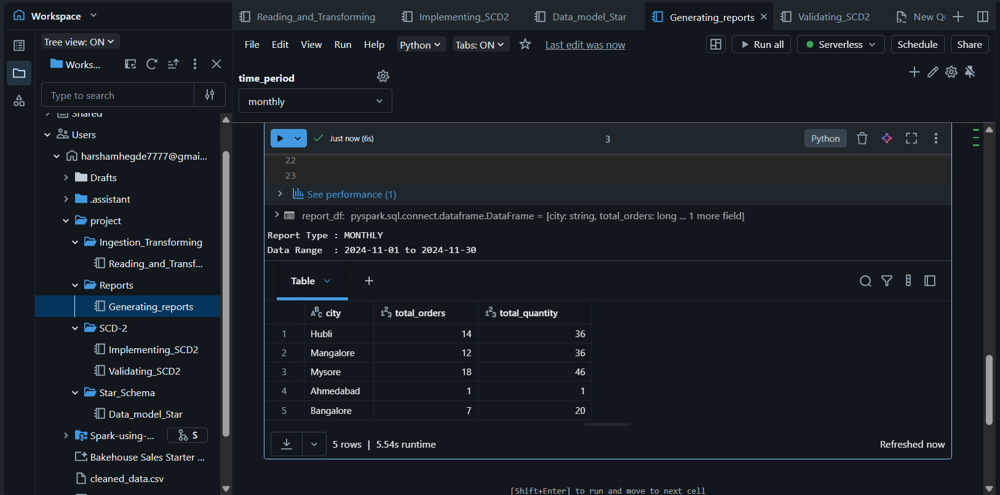 Workspace
Reading_and_Transforming
Implementing_SCD2
Data_model_Star
Generating_reports
Validating_SCD2
New Qu
Tree view: ON
File Edit View Run Help Python Tabs: ON Last edit was now Run all Serverless Schedule Share
Works...
Type to search
time_period
monthly
Shared
Users
harshamhegde7777@gmai...
Drafts
.assistant
project
Ingestion_Transforming
Reading_and_Transf...
Reports
Generating_reports
SCD-2
Implementing_SCD2
Validating_SCD2
Star_Schema
Data_model_Star
Spark-using-... S
Bakehouse Sales Starter ...
cleaned_data.csv
Just now (6s) 3 Python
22
23
See performance (1)
report_df: pyspark.sql.connect.dataframe.DataFrame = [city: string, total_orders: long ... 1 more field]
Report Type : MONTHLY
Data Range : 2024-11-01 to 2024-11-30
Table +
ABC city 123 total_orders 123 total_quantity
1 Hubli 14 36
2 Mangalore 12 36
3 Mysore 18 46
4 Ahmedabad 1 1
5 Bangalore 7 20
5 rows | 5.54s runtime Refreshed now
[Shift+Enter] to run and move to next cell